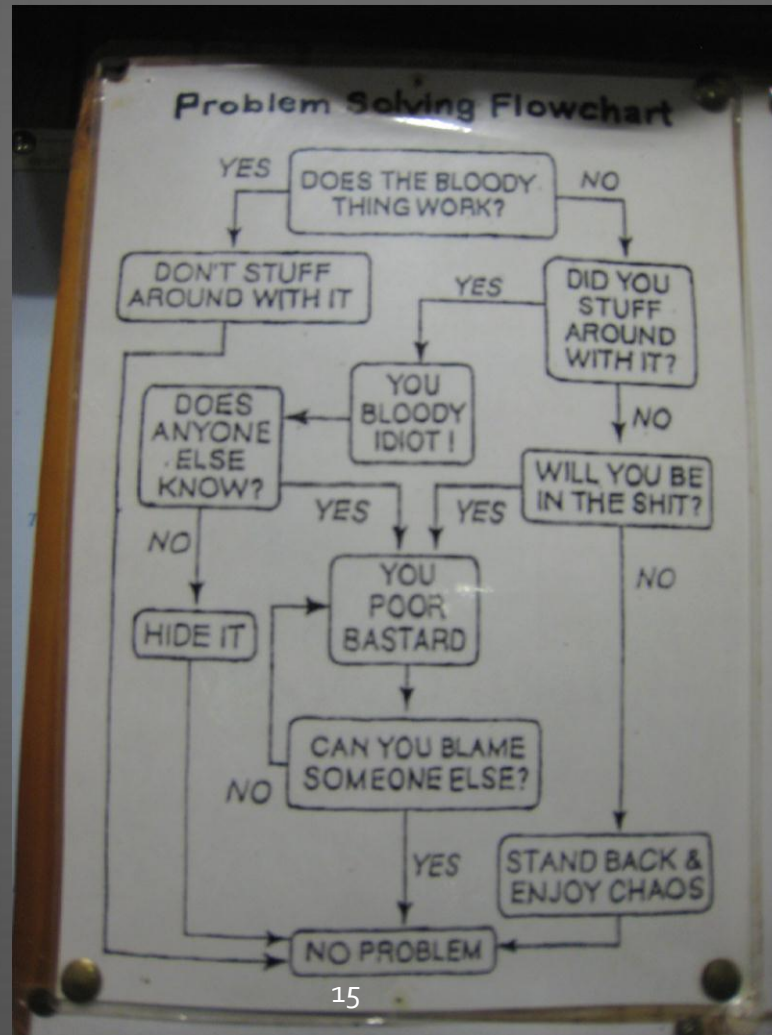 Problem Solving Flowchart
YES
DOES THE BLOODY
THING WORK?
NO
DON'T STUFF
AROUND WITH IT
YES
DID YOU
STUFF
AROUND
WITH IT?
YOU
BLOODY
IDIOT !
NO
DOES
ANYONE
ELSE
KNOW?
WILL YOU BE
IN THE SHIT?
YES
YES
NO
NO
YOU
POOR
BASTARD
HIDE IT
CAN YOU BLAME
SOMEONE ELSE?
NO
YES
STAND BACK &
ENJOY CHAOS
NO PROBLEM
15